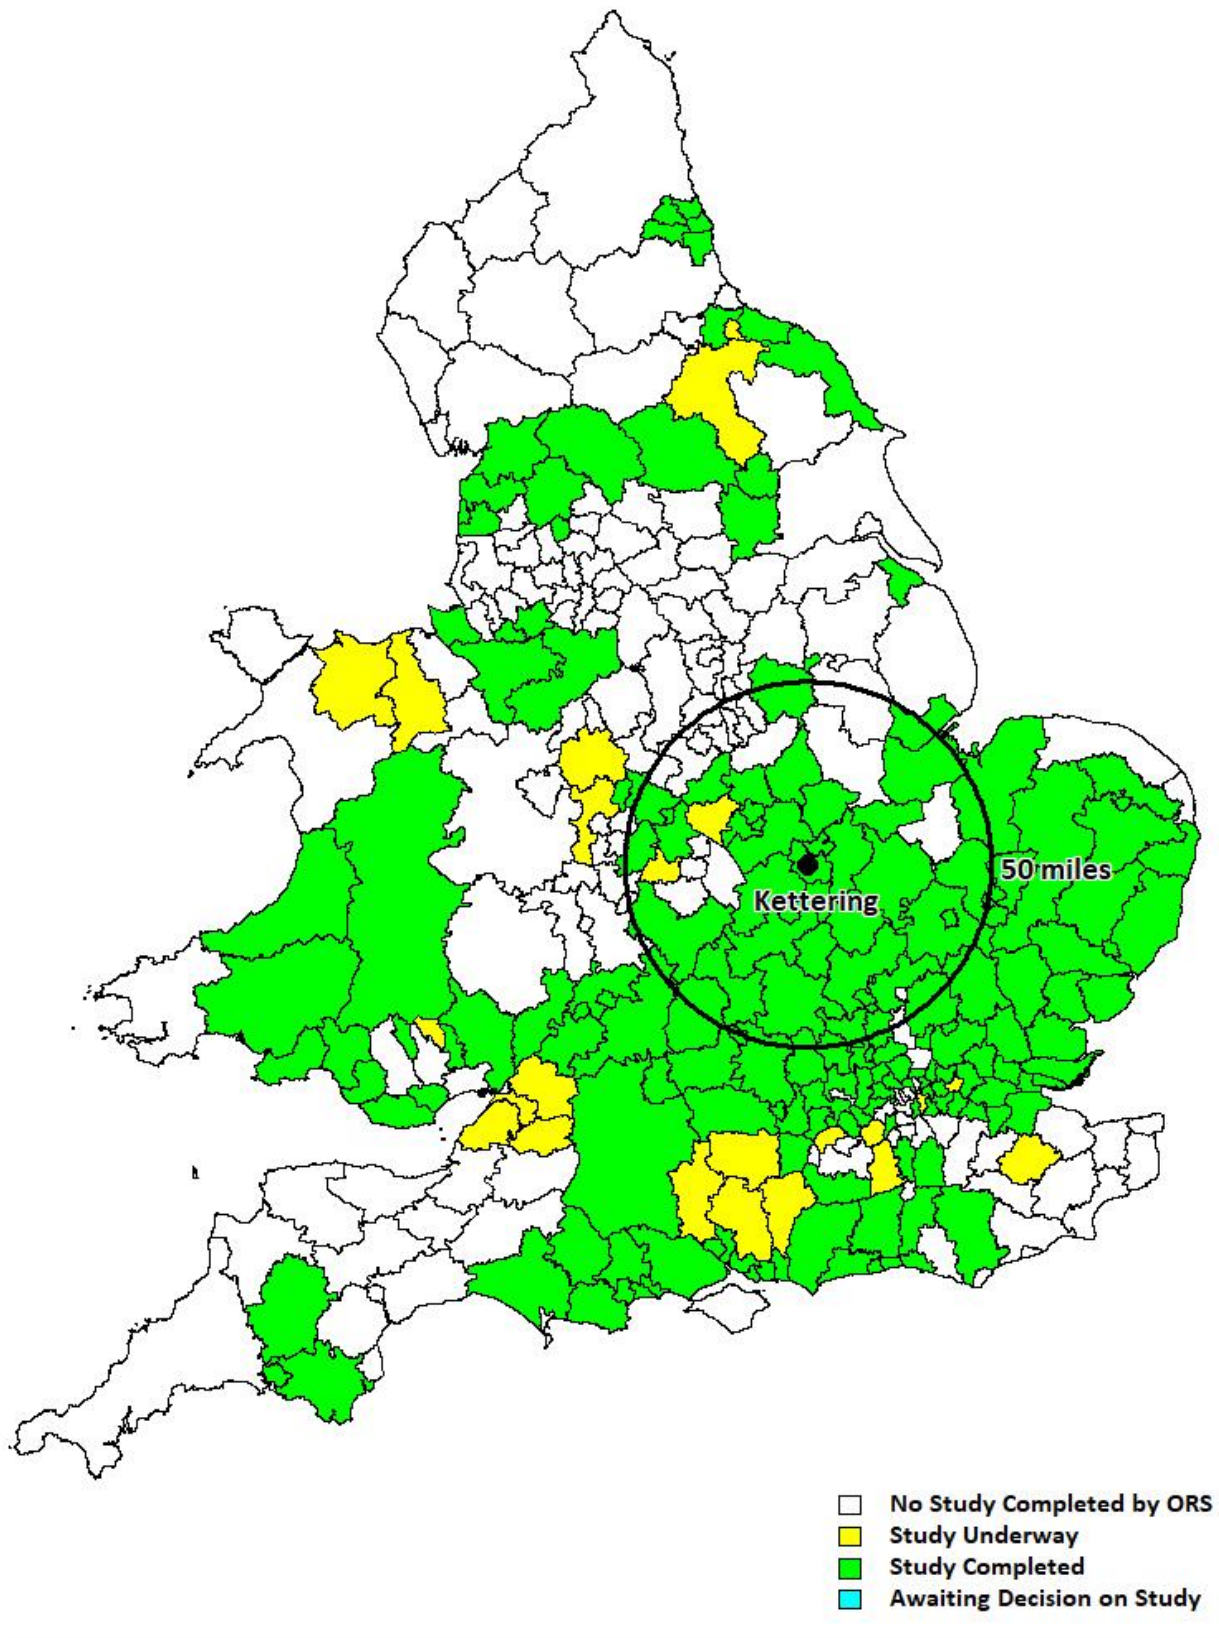 50 miles
Kettering
No Study Completed by ORS
Study Underway
Study Completed
Awaiting Decision on Study